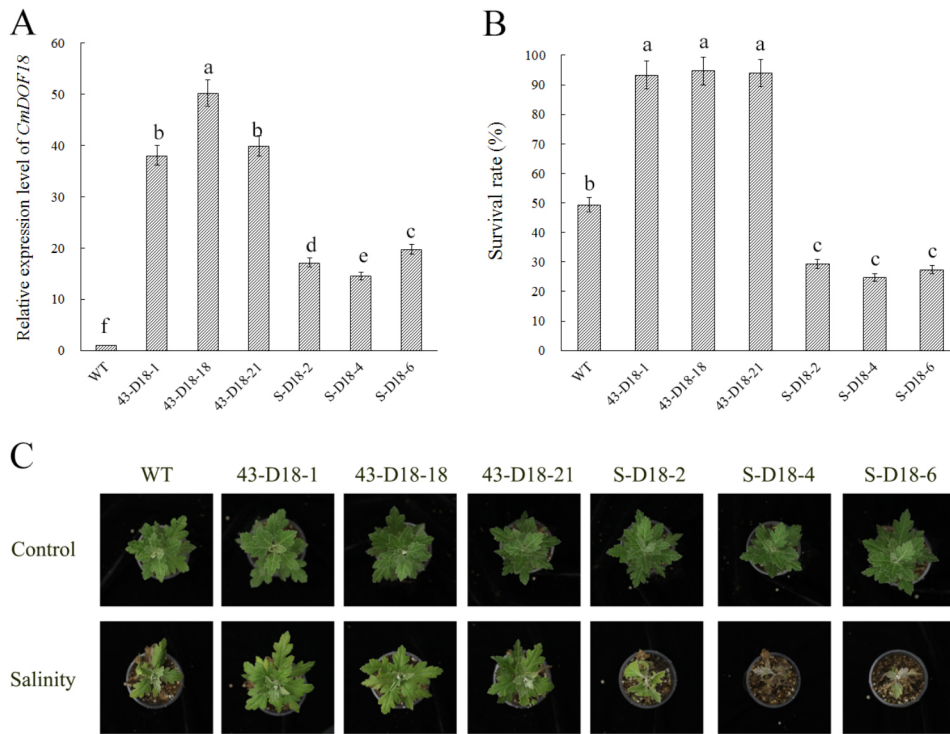 A
Relative expression level of CmDOF18
60
50
40
30
20
10
0
f
b
a
b
d
e
c
WT
43-D18-1
43-D18-18
43-D18-21
S-D18-2
S-D18-4
S-D18-6
B
Survival rate (%)
100
90
80
70
60
50
40
30
20
10
0
b
a
a
a
c
c
c
WT
43-D18-1
43-D18-18
43-D18-21
S-D18-2
S-D18-4
S-D18-6
C
WT 43-D18-1 43-D18-18 43-D18-21 S-D18-2 S-D18-4 S-D18-6
Control
Salinity